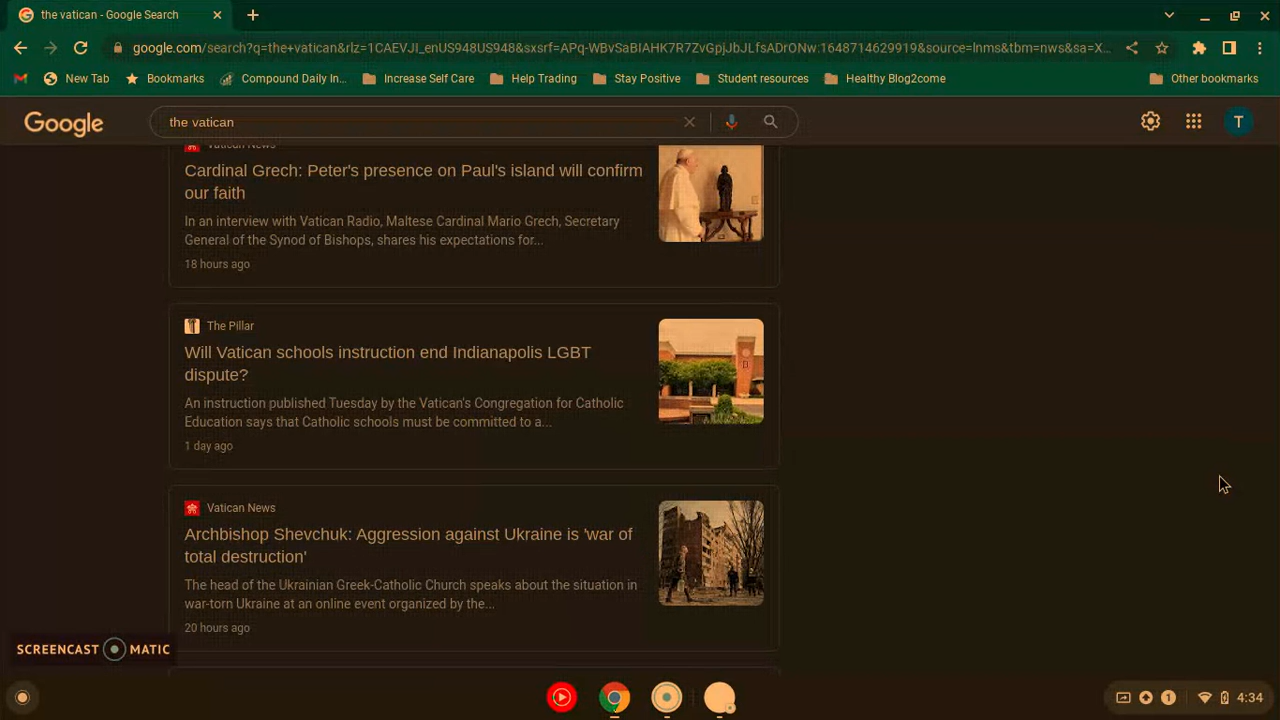 the vatican - Google Search
google.com/search?q=the+vatican&rlz=1CAEVJI_enUS948US948&sxsrf=APq-WBvSaBIAHK7R7ZvGpjJbJLfsADrONw:1648714629919&source=lnms&tbm=nws&sa=X...
New Tab
Bookmarks
Compound Daily In...
Increase Self Care
Help Trading
Stay Positive
Student resources
Healthy Blog2come
Other bookmarks
Google
the vatican
T
Vatican News
Cardinal Grech: Peter's presence on Paul's island will confirm
our faith
In an interview with Vatican Radio, Maltese Cardinal Mario Grech, Secretary
General of the Synod of Bishops, shares his expectations for...
18 hours ago
The Pillar
Will Vatican schools instruction end Indianapolis LGBT
dispute?
An instruction published Tuesday by the Vatican's Congregation for Catholic
Education says that Catholic schools must be committed to a...
1 day ago
Vatican News
Archbishop Shevchuk: Aggression against Ukraine is 'war of
total destruction'
The head of the Ukrainian Greek-Catholic Church speaks about the situation in
war-torn Ukraine at an online event organized by the...
20 hours ago
SCREENCAST MATIC
1
4:34